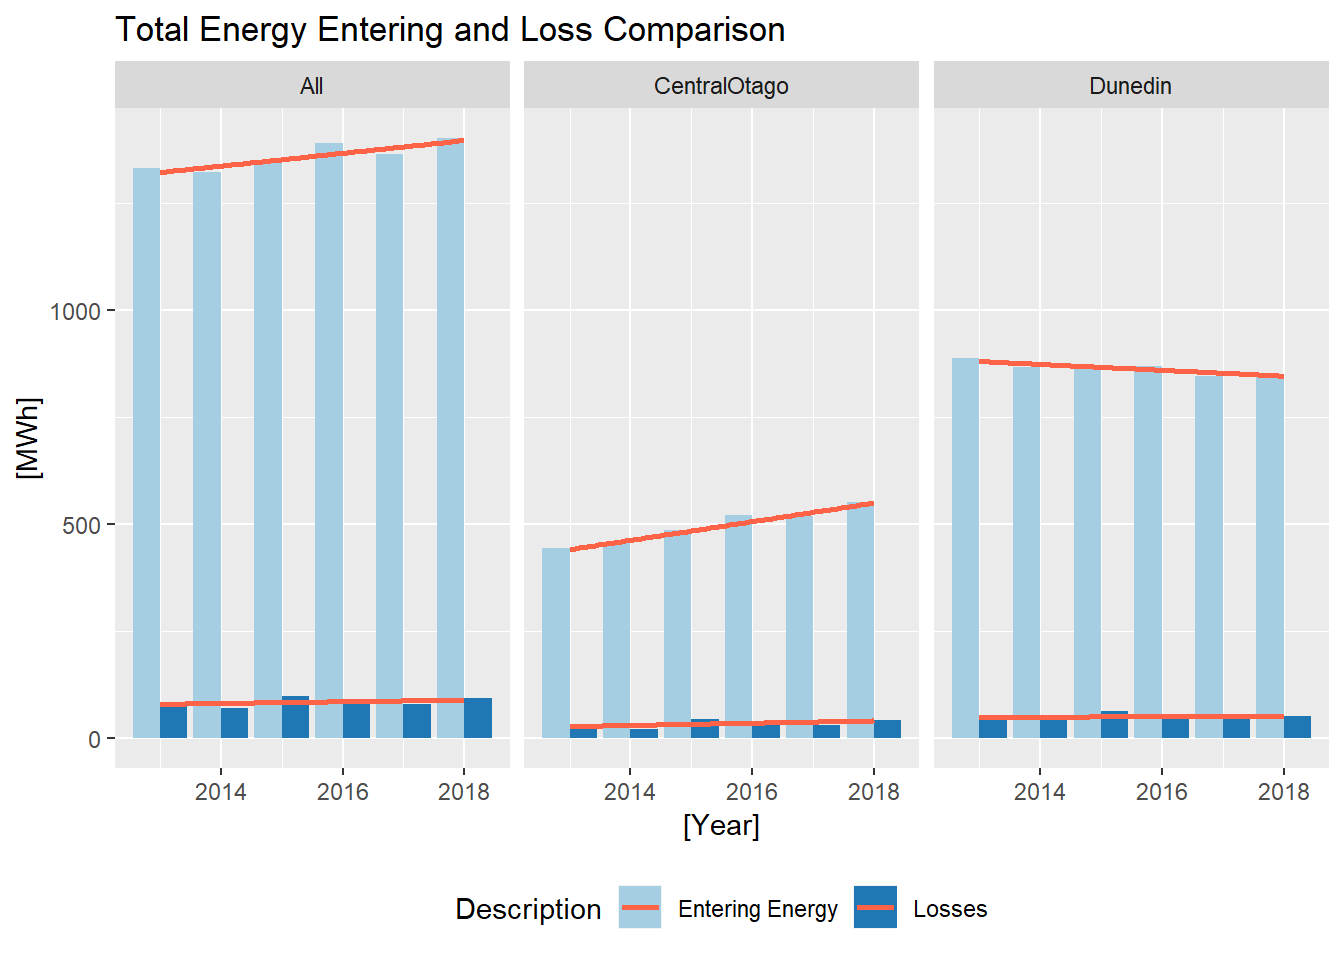 Total Energy Entering and Loss Comparison
All CentralOtago Dunedin
1000
500
0
[MWh]
2014 2016 2018 2014 2016 2018 2014 2016 2018
[Year]
Description Entering Energy Losses